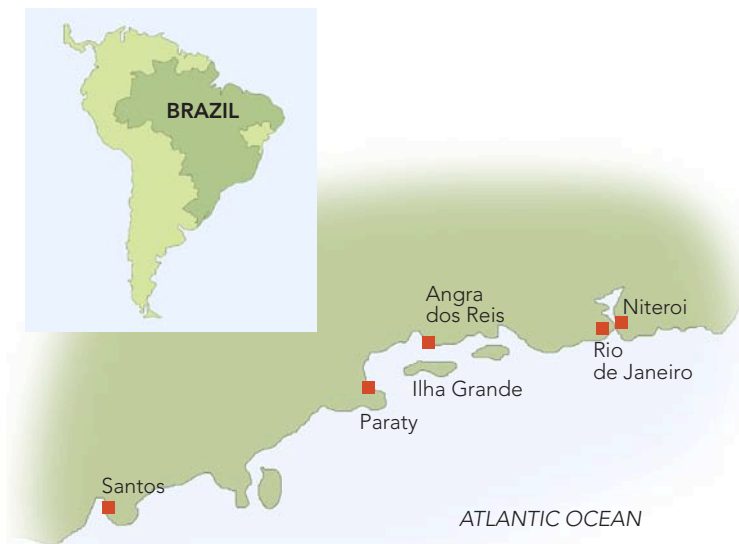 BRAZIL
Angra
dos Reis
Niteroi
Rio
de Janeiro
Ilha Grande
Paraty
Santos
ATLANTIC OCEAN